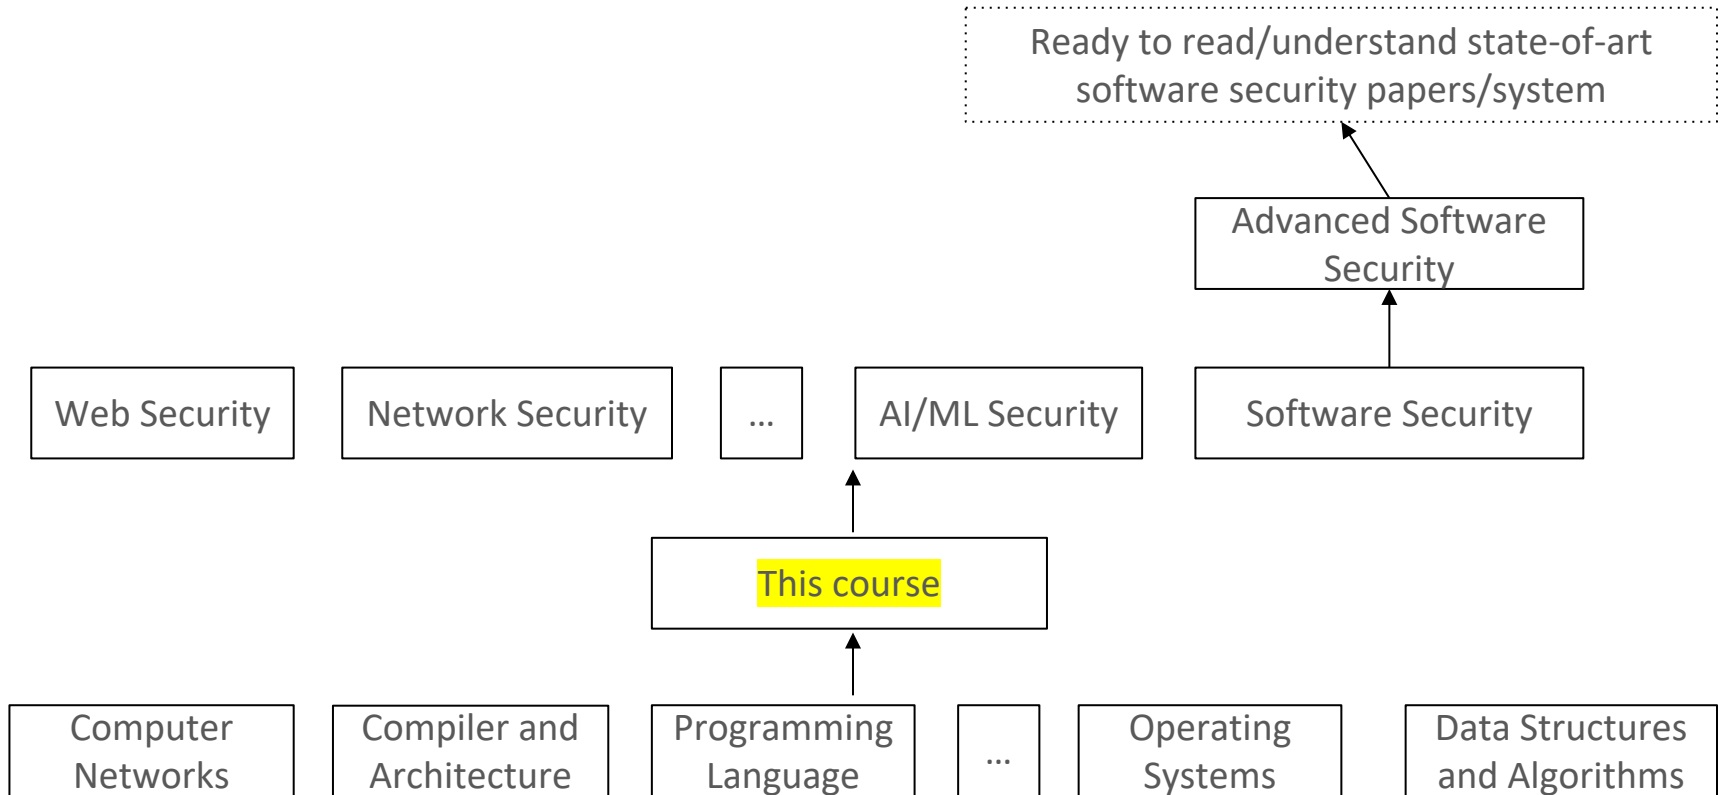 Ready to read/understand state-of-art
software security papers/system
Advanced Software
Security
Web Security
Network Security
...
AI/ML Security
Software Security
This course
Computer
Networks
Compiler and
Architecture
Programming
Language
...
Operating
Systems
Data Structures
and Algorithms